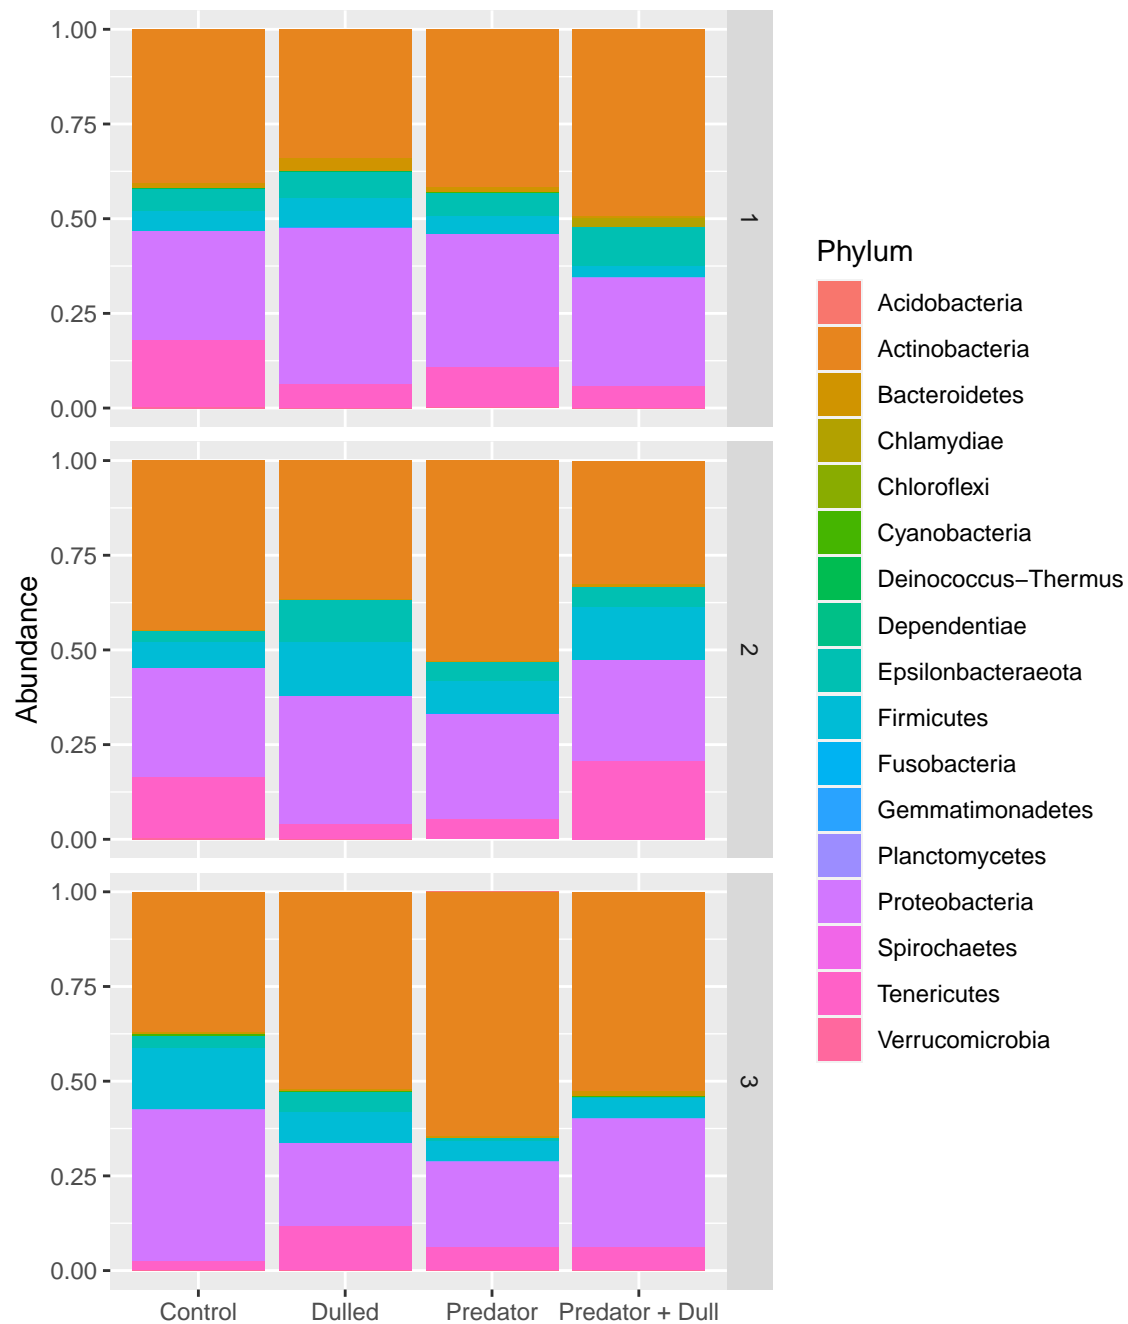 1.00
0.75
0.50
0.25
0.00
1
1.00
0.75
0.50
0.25
0.00
2
1.00
0.75
0.50
0.25
0.00
3
Abundance
Control
Dulled
Predator
Predator + Dull
Phylum
Acidobacteria
Actinobacteria
Bacteroidetes
Chlamydiae
Chloroflexi
Cyanobacteria
Deinococcus−Thermus
Dependentiae
Epsilonbacteraeota
Firmicutes
Fusobacteria
Gemmatimonadetes
Planctomycetes
Proteobacteria
Spirochaetes
Tenericutes
Verrucomicrobia